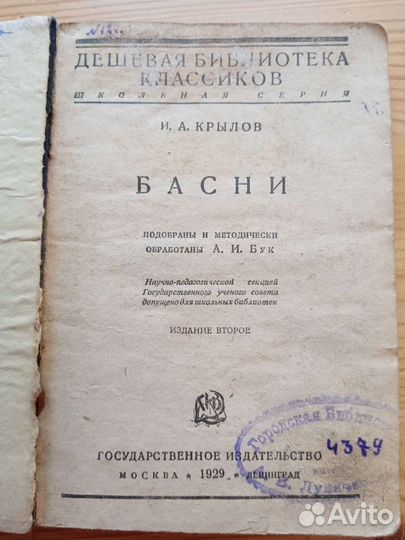 ДЕШЕВАЯ БИБЛИОТЕКА
КЛАССИКОВ
ШКОЛЬНАЯ СЕРИЯ
И. А. КРЫЛОВ
БАСНИ
ПОДОБРАНЫ И МЕТОДИЧЕСКИ
ОБРАБОТАНЫ А. И. БУК
Научно-педагогической секцией
Государственного ученого совета
допущено для школьных библиотек
ИЗДАНИЕ ВТОРОЕ
Городская
4379
ГОСУДАРСТВЕННОЕ ИЗДАТЕЛЬСТВО
МОСКВА ★ 1929 ★ ЛЕНИНГРАД
Avito